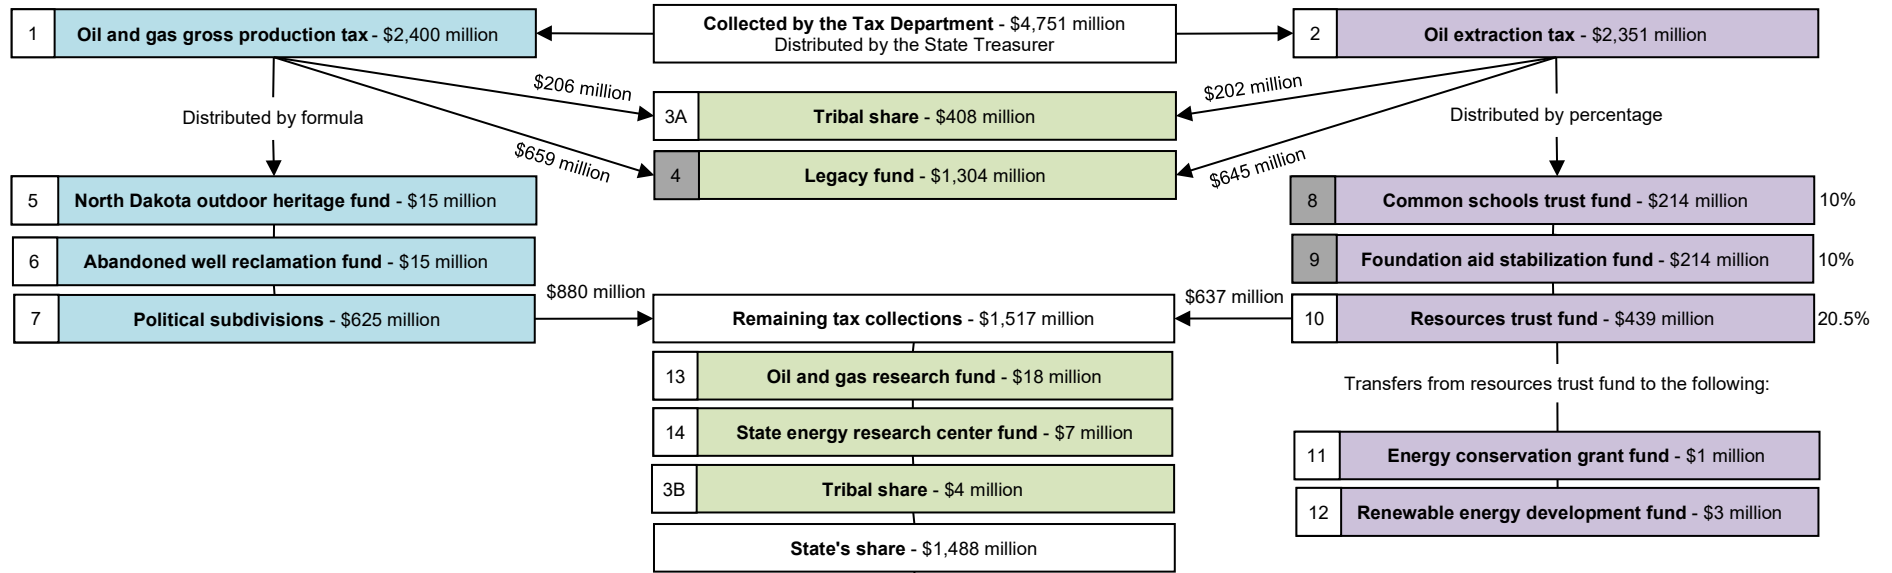 1
Oil and gas gross production tax - $2,400 million
Collected by the Tax Department - $4,751 million
Distributed by the State Treasurer
2
Oil extraction tax - $2,351 million
$206 million
$202 million
3A
Tribal share - $408 million
Distributed by formula
Distributed by percentage
$659 million
$645 million
4
Legacy fund - $1,304 million
5
North Dakota outdoor heritage fund - $15 million
8
Common schools trust fund - $214 million
10%
6
Abandoned well reclamation fund - $15 million
9
Foundation aid stabilization fund - $214 million
10%
7
Political subdivisions - $625 million
$880 million
Remaining tax collections - $1,517 million
$637 million
10
Resources trust fund - $439 million
20.5%
13
Oil and gas research fund - $18 million
Transfers from resources trust fund to the following:
14
State energy research center fund - $7 million
11
Energy conservation grant fund - $1 million
3B
Tribal share - $4 million
12
Renewable energy development fund - $3 million
State's share - $1,488 million